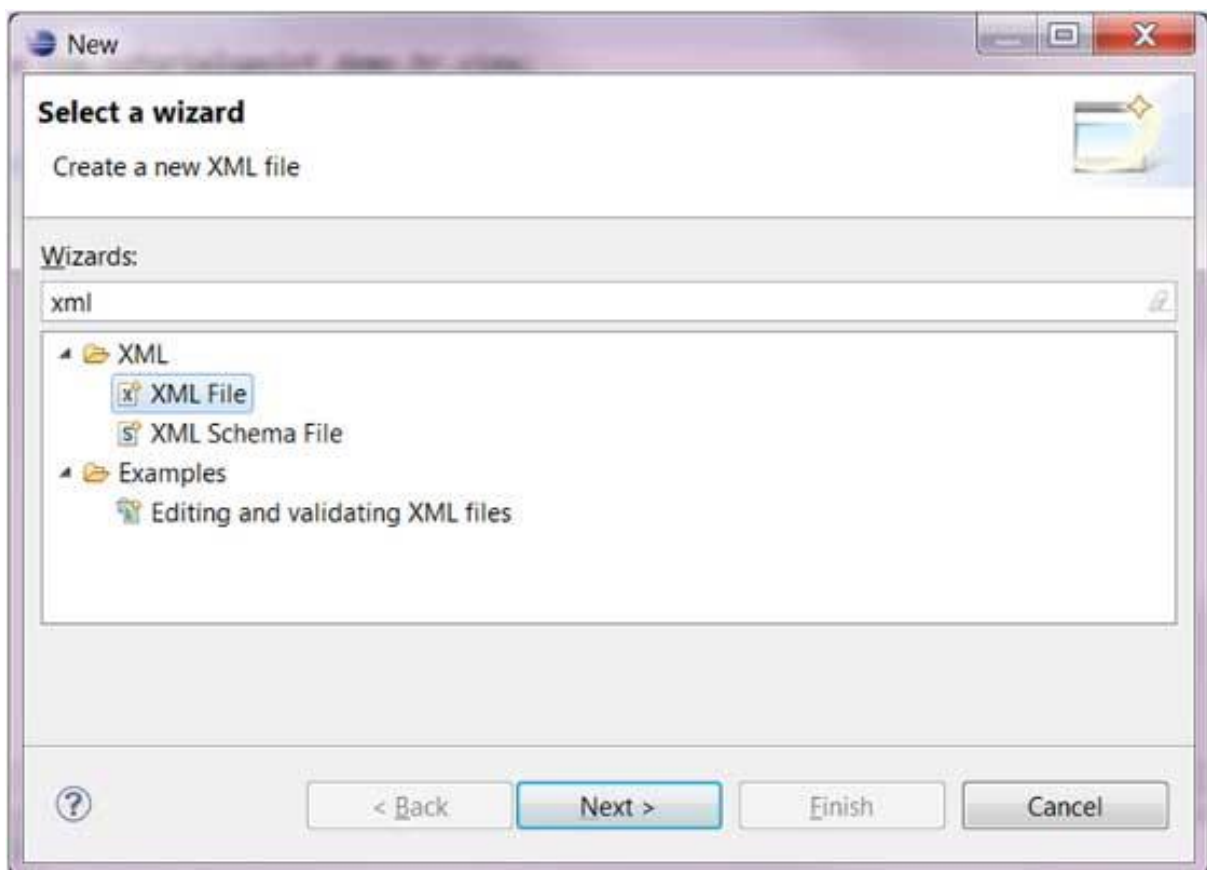 New
Select a wizard
Create a new XML file
Wizards:
xml
XML
XML File
XML Schema File
Examples
Editing and validating XML files
?
< Back
Next >
Finish
Cancel